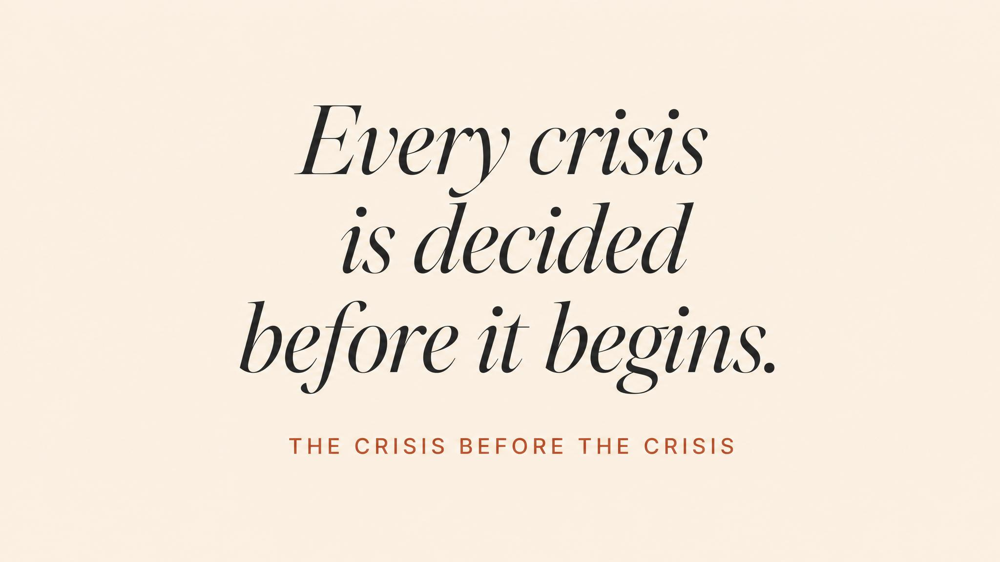 Every crisis
is decided
before it begins.
THE CRISIS BEFORE THE CRISIS